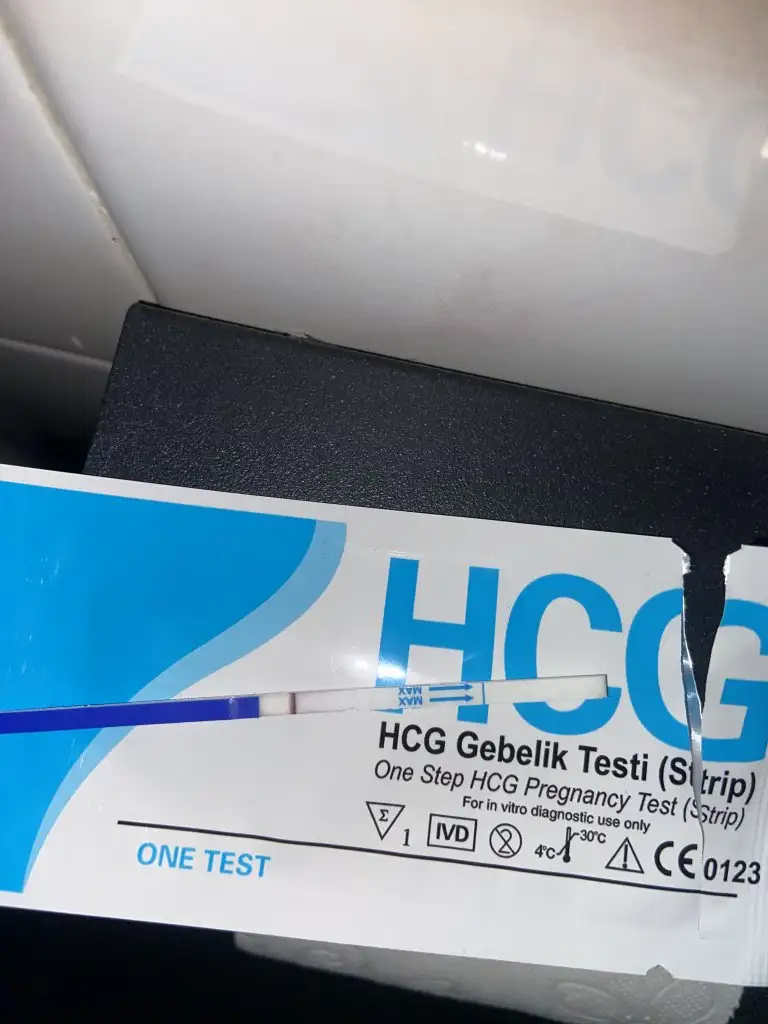 HCG
MAX
MAX
HCG Gebelik Testi (Strip)
One Step HCG Pregnancy Test (Strip)
For in vitro diagnostic use only
Σ
1
IVD
2
4°C
30°C
CE 0123
ONE TEST